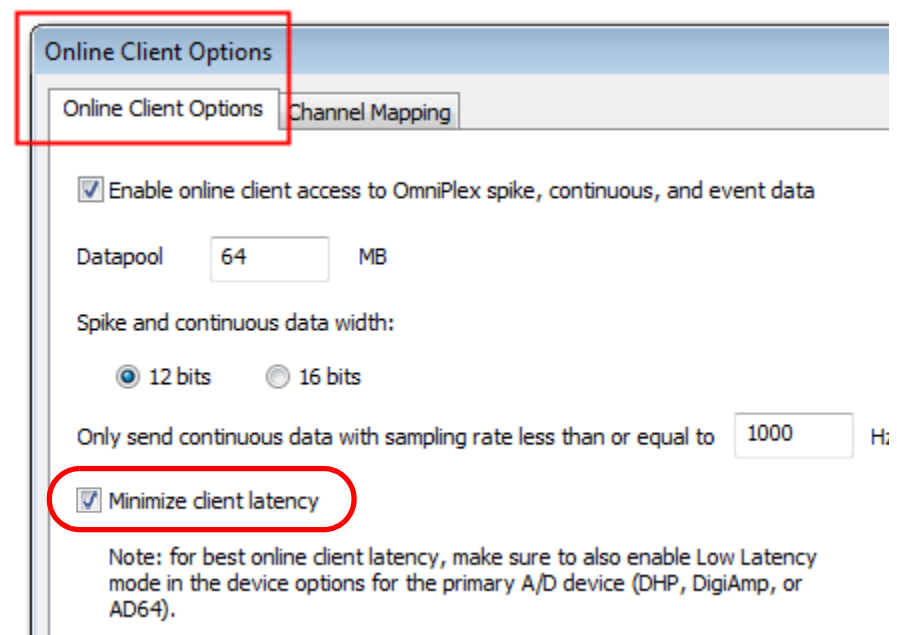 Online Client Options
Online Client Options Channel Mapping
Enable online client access to OmniPlex spike, continuous, and event data
Datapool 64 MB
Spike and continuous data width:
12 bits 16 bits
Only send continuous data with sampling rate less than or equal to 1000 Hz
Minimize client latency
Note: for best online client latency, make sure to also enable Low Latency
mode in the device options for the primary A/D device (DHP, DigiAmp, or
AD64).